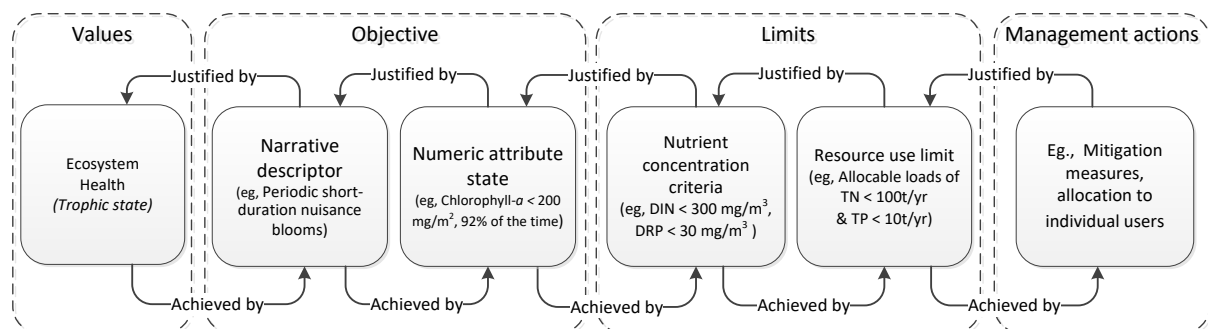 Values
Objective
Limits
Management actions
Justified by
Justified by
Justified by
Justified by
Justified by
Ecosystem
Health
(Trophic state)
Narrative
descriptor
(eg, Periodic short-
duration nuisance
blooms)
Numeric attribute
state
(eg, Chlorophyll-a < 200
mg/m², 92% of the time)
Nutrient
concentration
criteria
(eg, DIN < 300 mg/m³,
DRP < 30 mg/m³ )
Resource use limit
(eg, Allocable loads of
TN < 100t/yr
& TP < 10t/yr)
Eg., Mitigation
measures,
allocation to
individual users
Achieved by
Achieved by
Achieved by
Achieved by
Achieved by